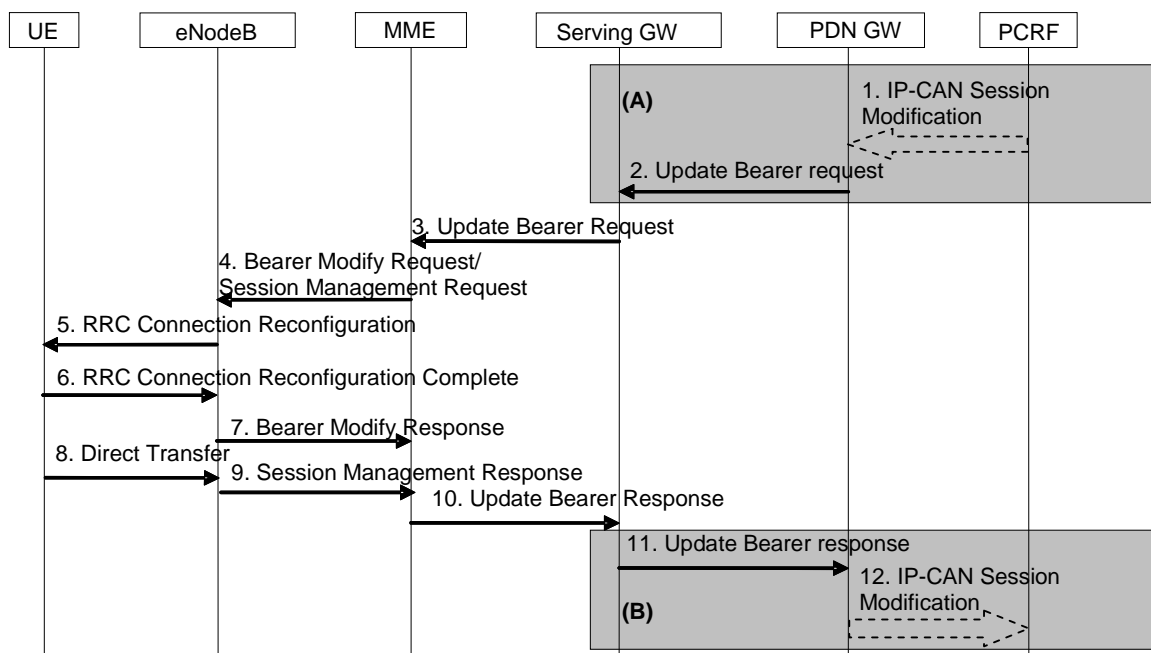 UE
eNodeB
MME
Serving GW
PDN GW
PCRF
(A)
1. IP-CAN Session
Modification
2. Update Bearer request
3. Update Bearer Request
4. Bearer Modify Request/
Session Management Request
5. RRC Connection Reconfiguration
6. RRC Connection Reconfiguration Complete
7. Bearer Modify Response
8. Direct Transfer
9. Session Management Response
10. Update Bearer Response
11. Update Bearer response
12. IP-CAN Session
Modification
(B)